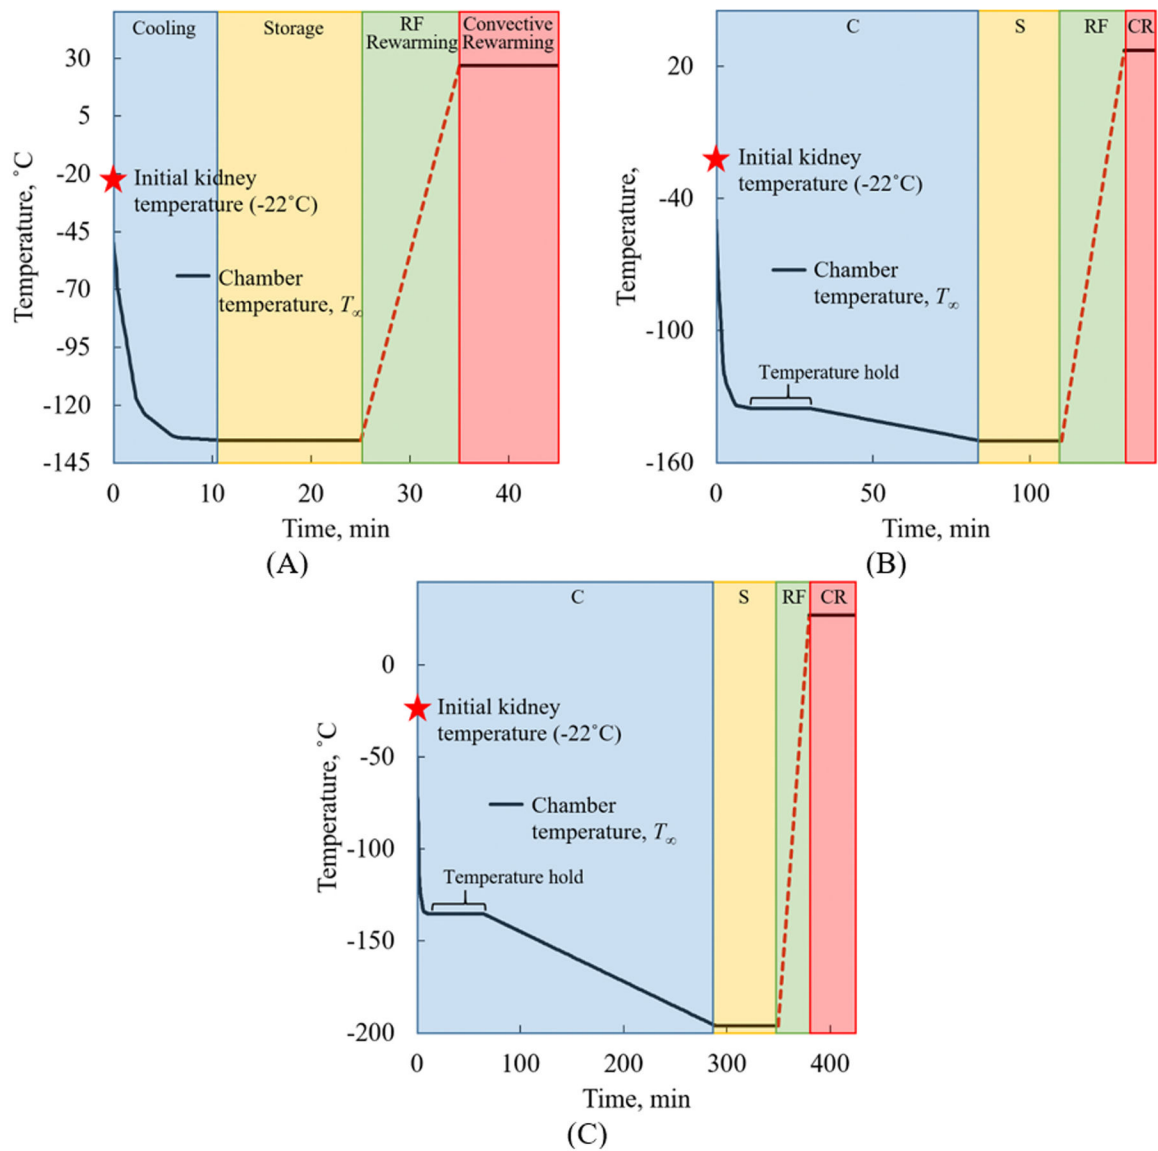 Cooling
Storage
RF
Rewarming
Convective
Rewarming
30
5
-20
-45
-70
-95
-120
-145
Temperature, ˚C
Initial kidney
temperature (-22˚C)
Chamber
temperature, T∞
0
10
20
30
40
Time, min
(A)
C
S
RF
CR
20
-40
-100
-160
Temperature,
Initial kidney
temperature (-22˚C)
Chamber
temperature, T∞
Temperature hold
0
50
100
Time, min
(B)
C
S
RF
CR
0
-50
-100
-150
-200
Temperature, ˚C
Initial kidney
temperature (-22˚C)
Chamber
temperature, T∞
Temperature hold
0
100
200
300
400
Time, min
(C)